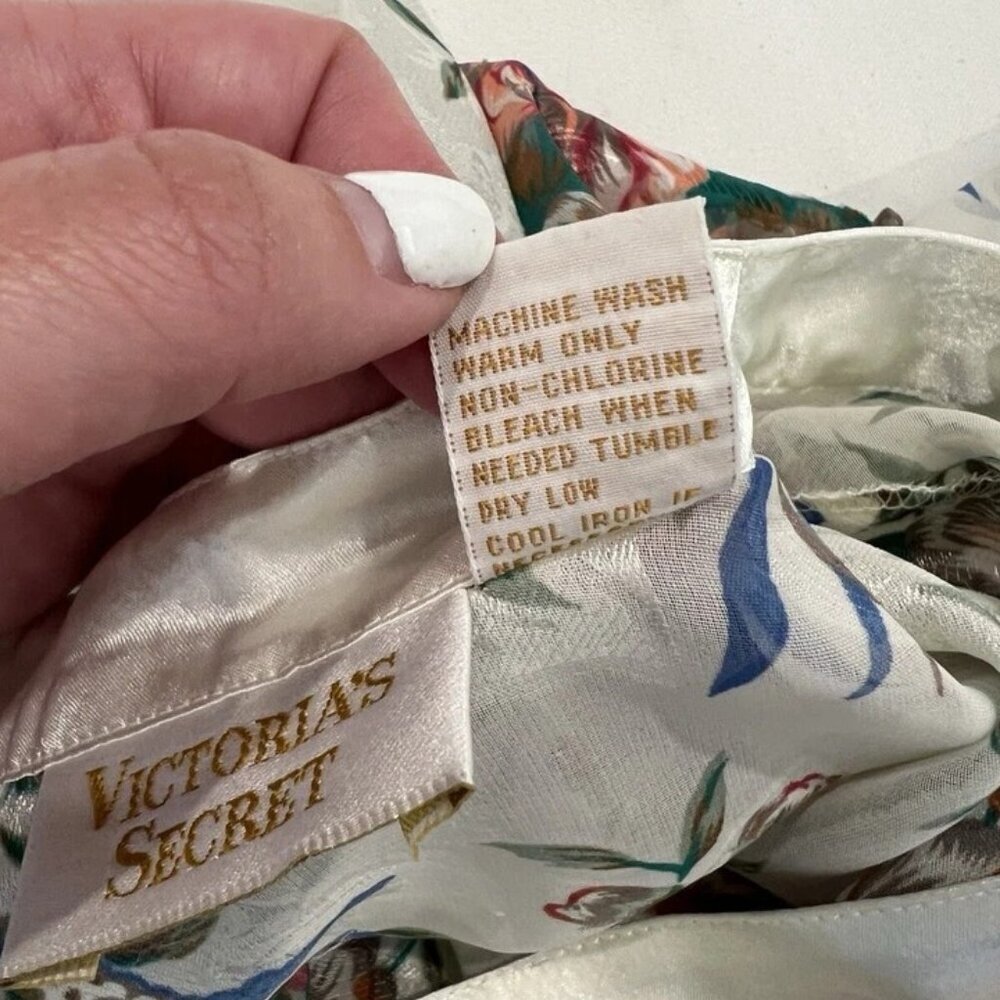 MACHINE WASH
WARM ONLY
NON-CHLORINE
BLEACH WHEN
NEEDED TUMBLE
DRY LOW
COOL IRON IF
VICTORIA'S
SECRET